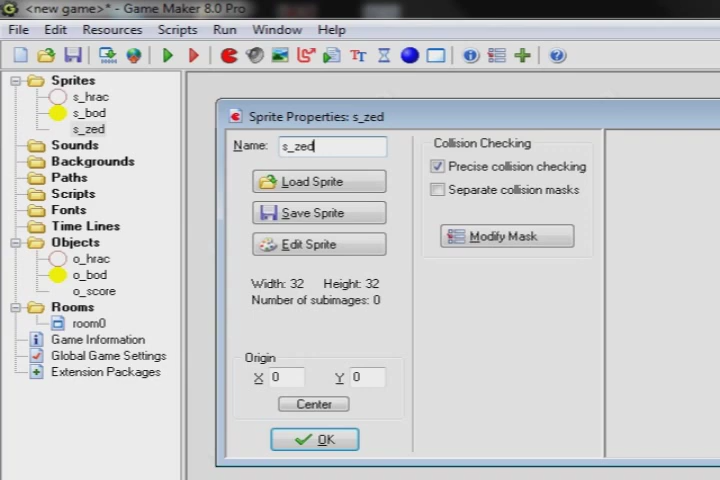 <new game>* - Game Maker 8.0 Pro
File Edit Resources Scripts Run Window Help
Sprites
s_hrac
s_bod
s_zed
Sounds
Backgrounds
Paths
Scripts
Fonts
Time Lines
Objects
o_hrac
o_bod
o_score
Rooms
room0
Game Information
Global Game Settings
Extension Packages
Sprite Properties: s_zed
Name: s_zed
Load Sprite
Save Sprite
Edit Sprite
Width: 32 Height: 32
Number of subimages: 0
Origin
X 0 Y 0
Center
OK
Collision Checking
Precise collision checking
Separate collision masks
Modify Mask